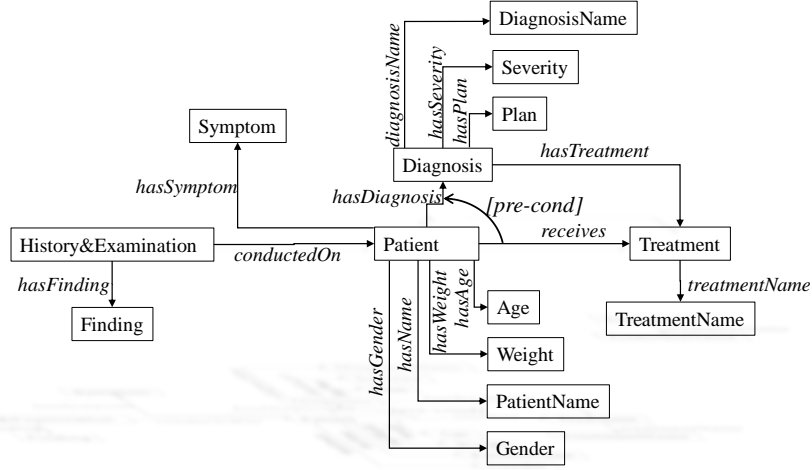 DiagnosisName
diagnosisName
hasSeverity
Severity
hasPlan
Plan
Symptom
Diagnosis
hasTreatment
hasSymptom
hasDiagnosis
[pre-cond]
History&Examination
conductedOn
Patient
receives
Treatment
hasFinding
Finding
treatmentName
TreatmentName
hasGender
hasName
hasWeight
hasAge
Age
Weight
PatientName
Gender